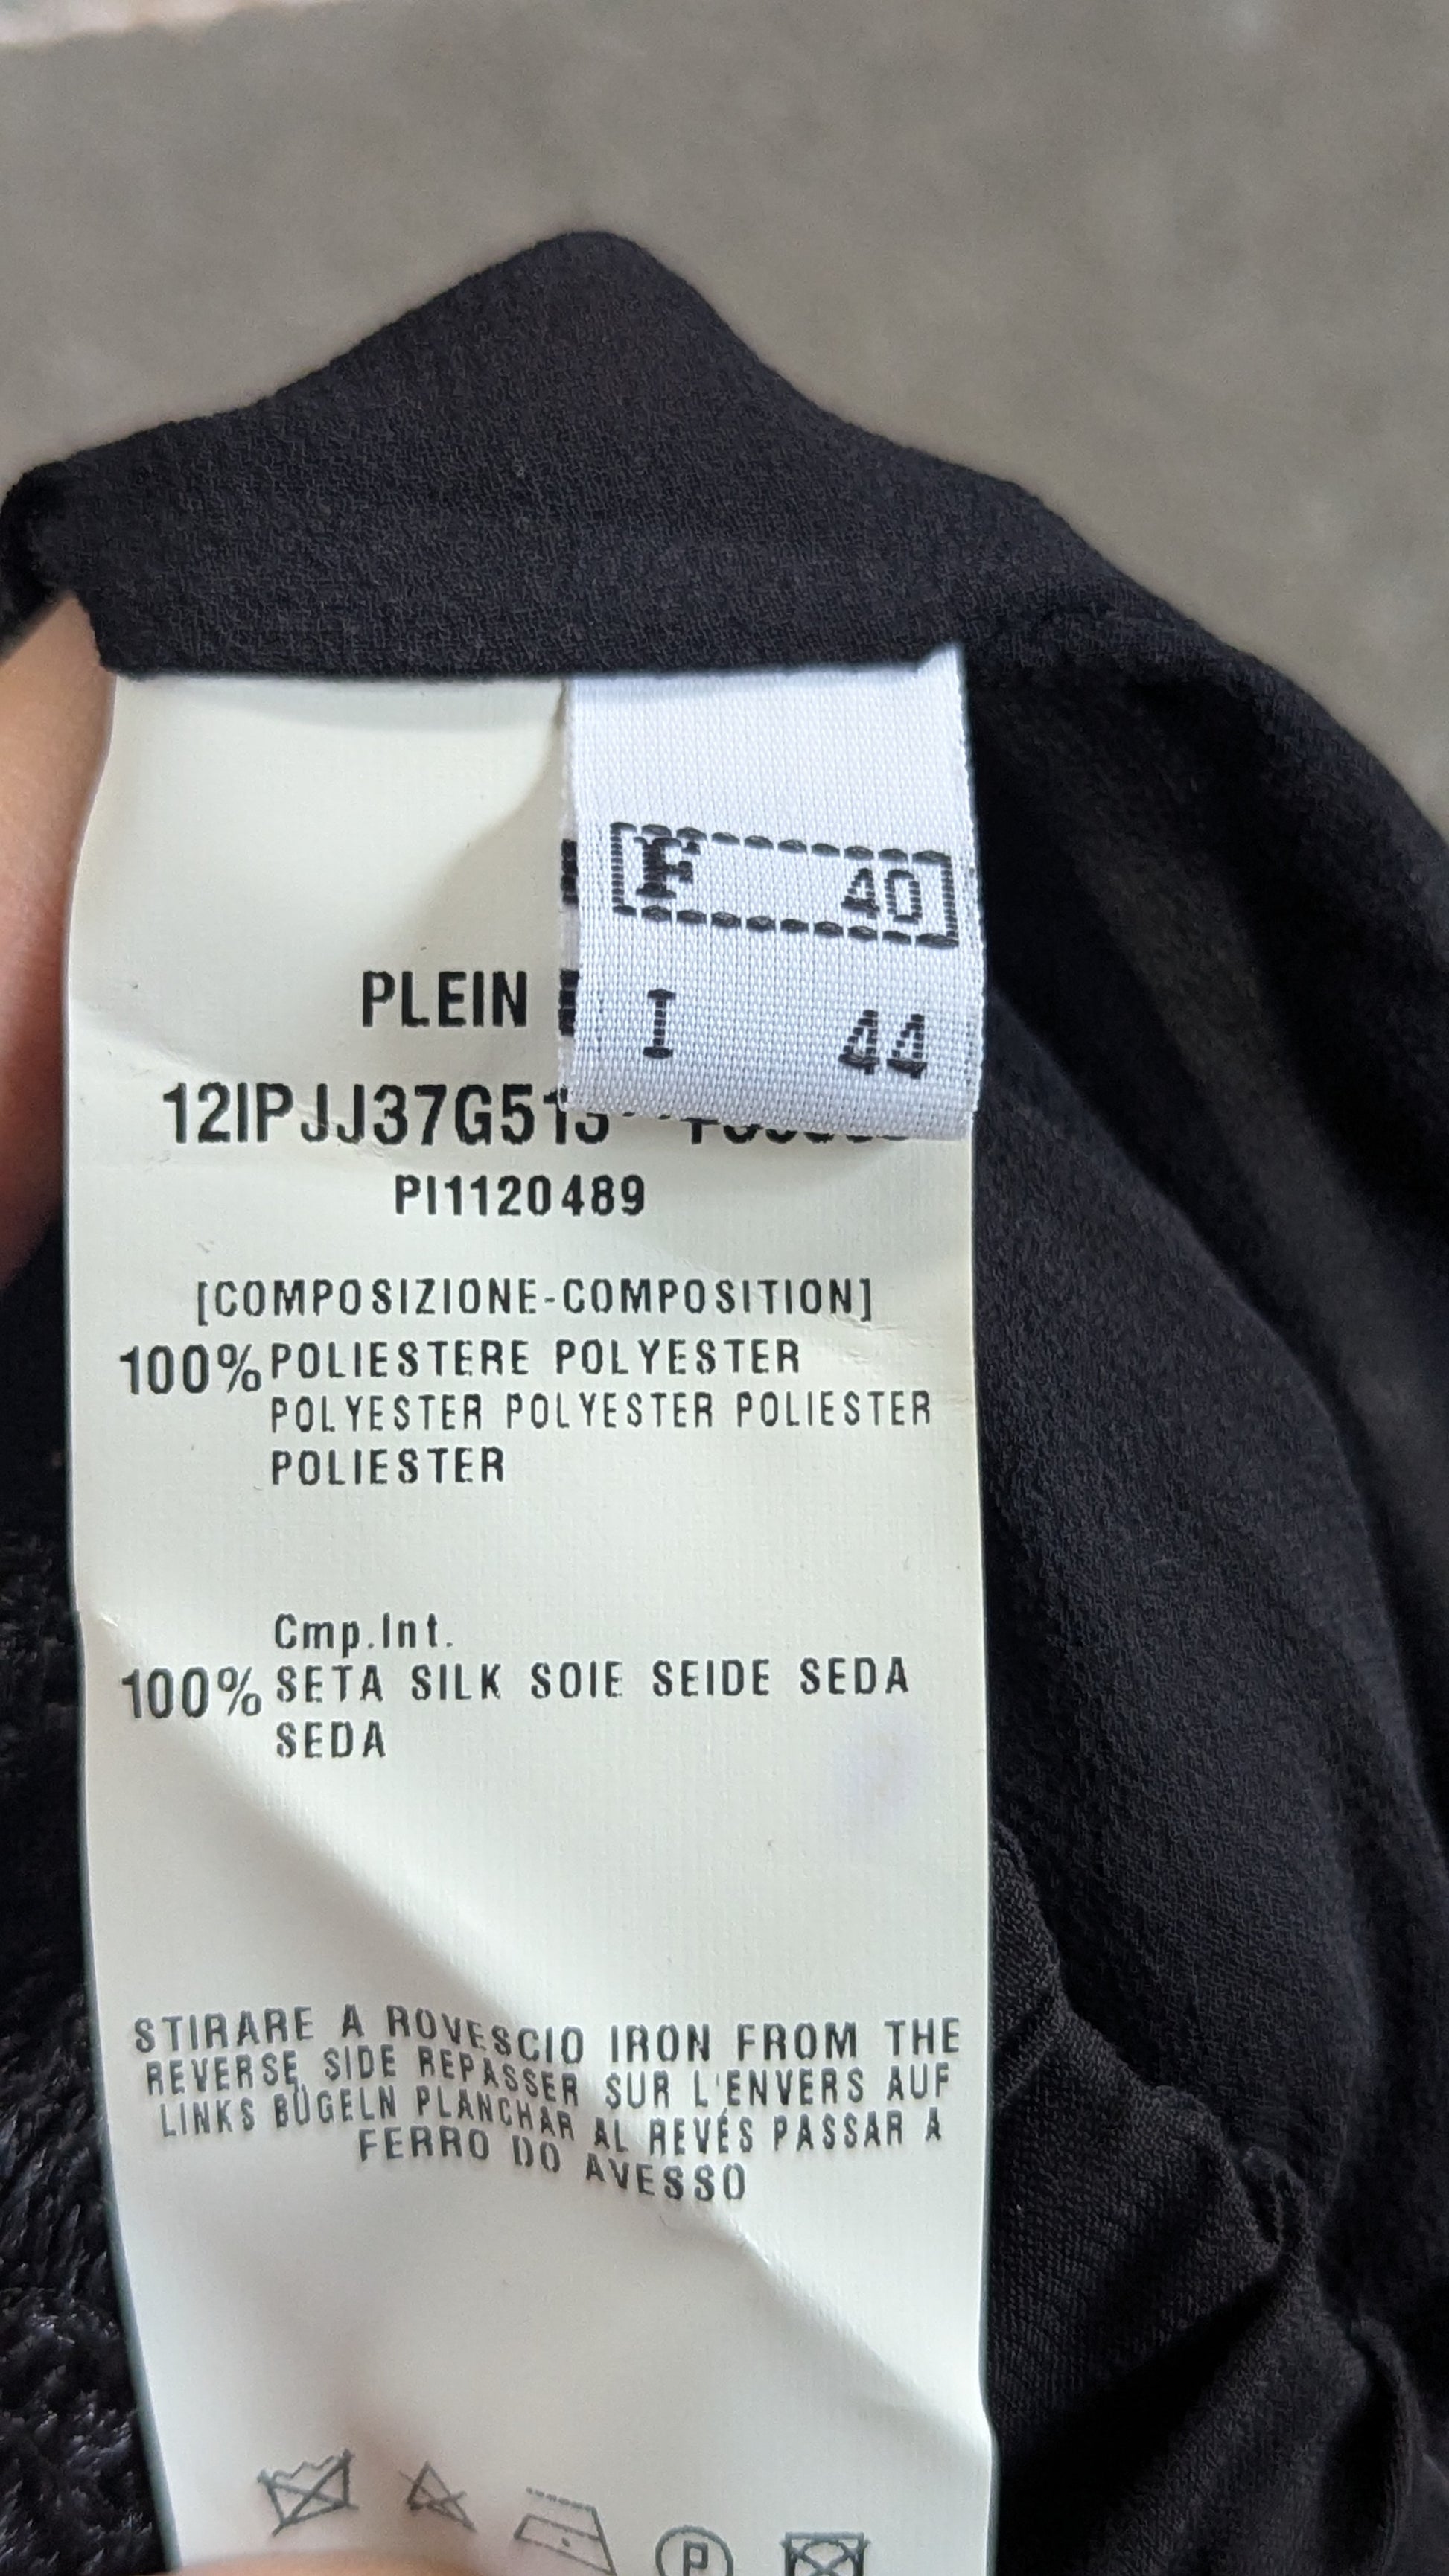 F 40
I 44
PLEIN
12IPJJ37G513
PI1120489
[COMPOSIZIONE-COMPOSITION]
100% POLIESTERE POLYESTER
POLYESTER POLYESTER POLIESTER
POLIESTER
Cmp.Int.
100% SETA SILK SOIE SEIDE SEDA
SEDA
STIRARE A ROVESCIO IRON FROM THE
REVERSE SIDE REPASSER SUR L'ENVERS AUF
LINKS BÜGELN PLANCHAR AL REVÉS PASSAR A
FERRO DO AVESSO
P